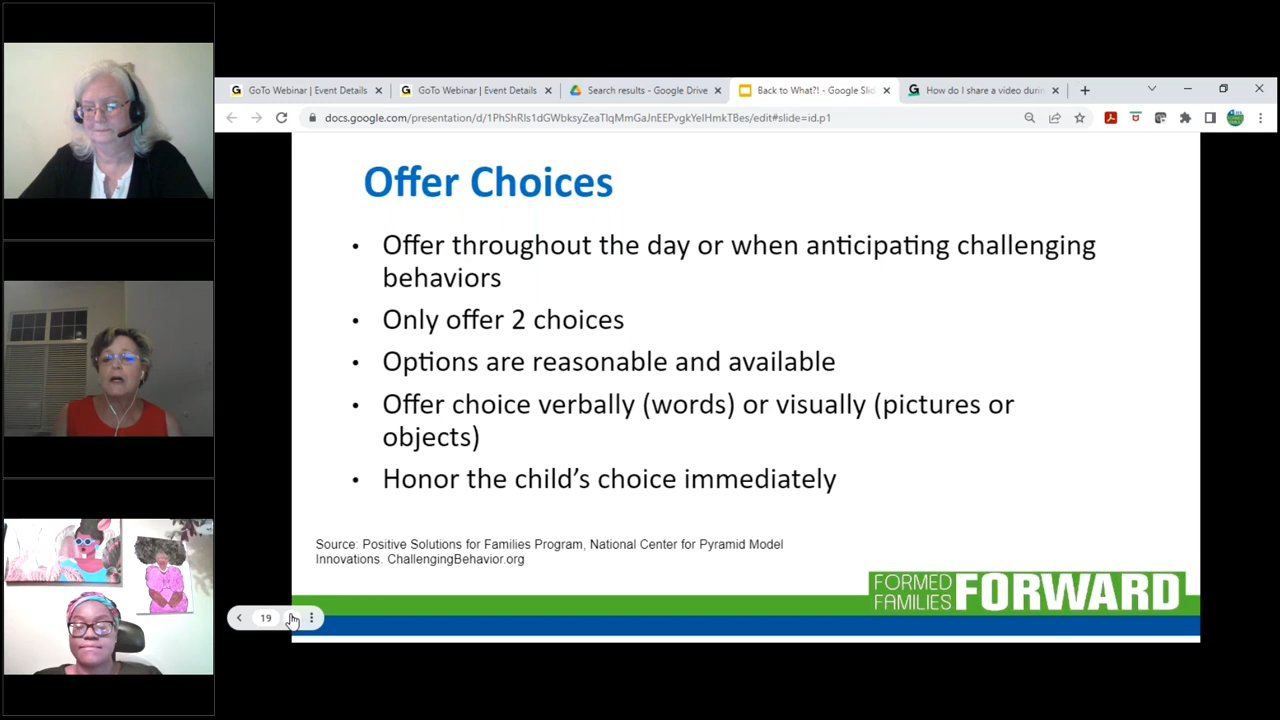 GoTo Webinar | Event Details
GoTo Webinar | Event Details
Search results - Google Drive
Back to What?! - Google Slid
How do I share a video durin
docs.google.com/presentation/d/1PhShRls1dGWbksyZeaTlqMmGaJnEEPvgkYelHmkTBes/edit#slide=id.p1
Offer Choices
• Offer throughout the day or when anticipating challenging
behaviors
• Only offer 2 choices
• Options are reasonable and available
• Offer choice verbally (words) or visually (pictures or
objects)
• Honor the child’s choice immediately
Source: Positive Solutions for Families Program, National Center for Pyramid Model
Innovations. ChallengingBehavior.org
FORMED
FAMILIES
FORWARD
19